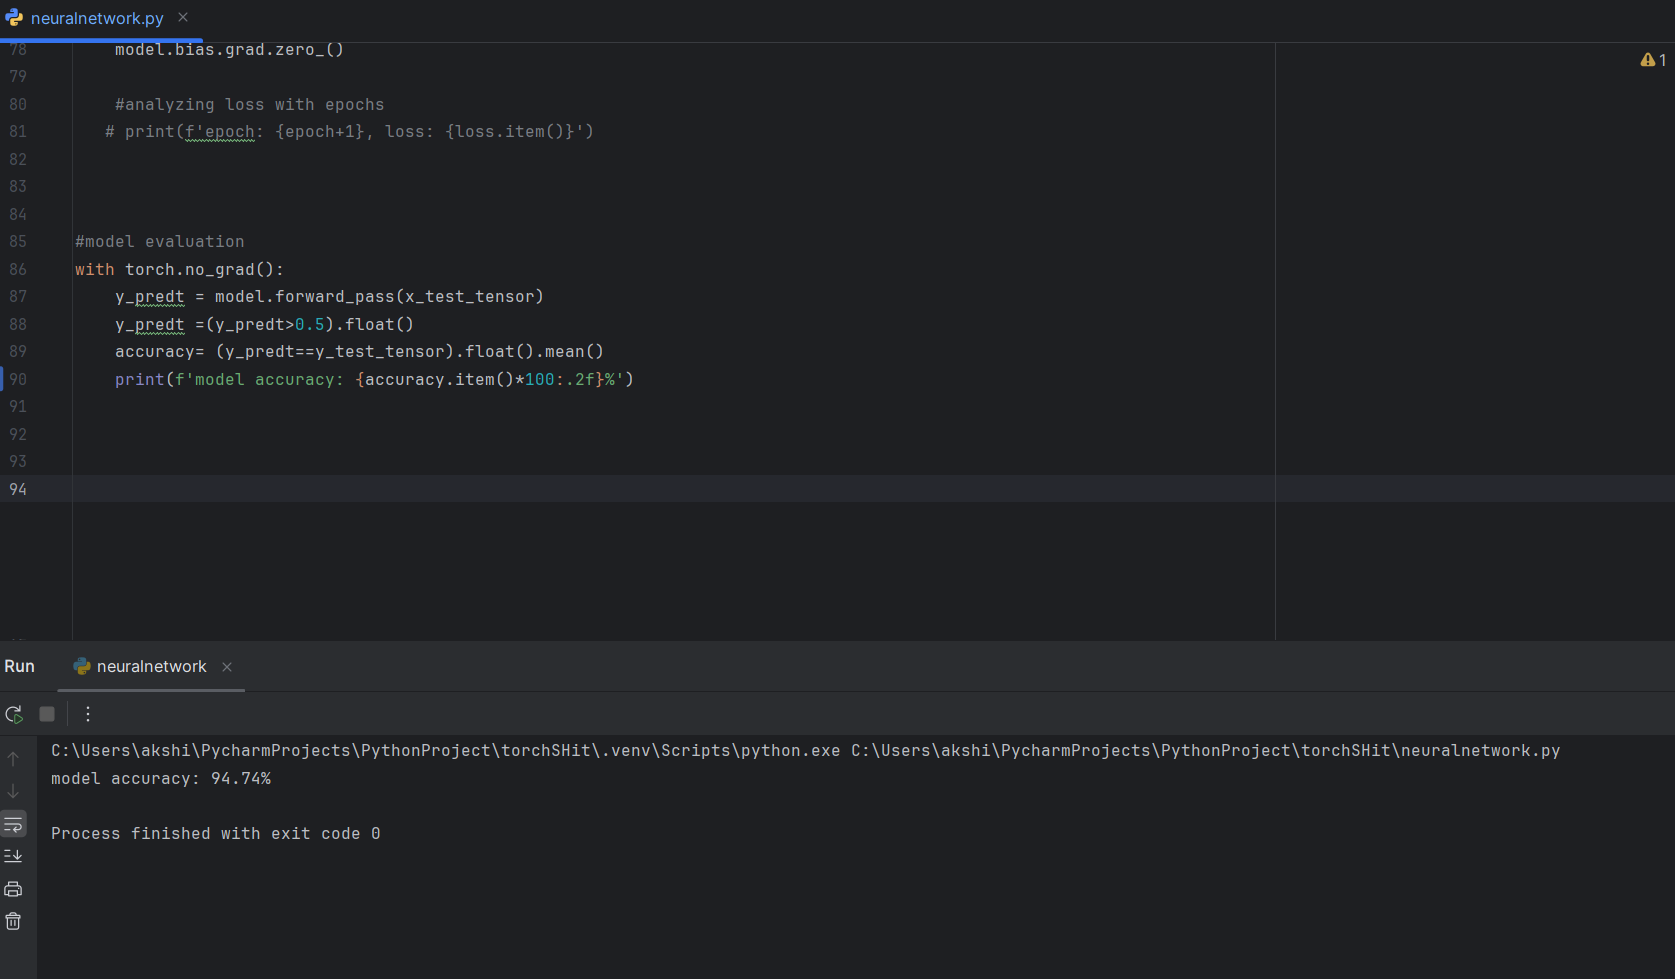 neuralnetwork.py
78 model.bias.grad.zero_()
1
79
80 #analyzing loss with epochs
81 # print(f'epoch: {epoch+1}, loss: {loss.item()}')
82
83
84
85 #model evaluation
86 with torch.no_grad():
87 y_predt = model.forward_pass(x_test_tensor)
88 y_predt =(y_predt>0.5).float()
89 accuracy= (y_predt==y_test_tensor).float().mean()
90 print(f'model accuracy: {accuracy.item()*100:.2f}%')
91
92
93
94
Run neuralnetwork
C:\Users\akshi\PycharmProjects\PythonProject\torchSHit\.venv\Scripts\python.exe C:\Users\akshi\PycharmProjects\PythonProject\torchSHit\neuralnetwork.py
model accuracy: 94.74%
Process finished with exit code 0